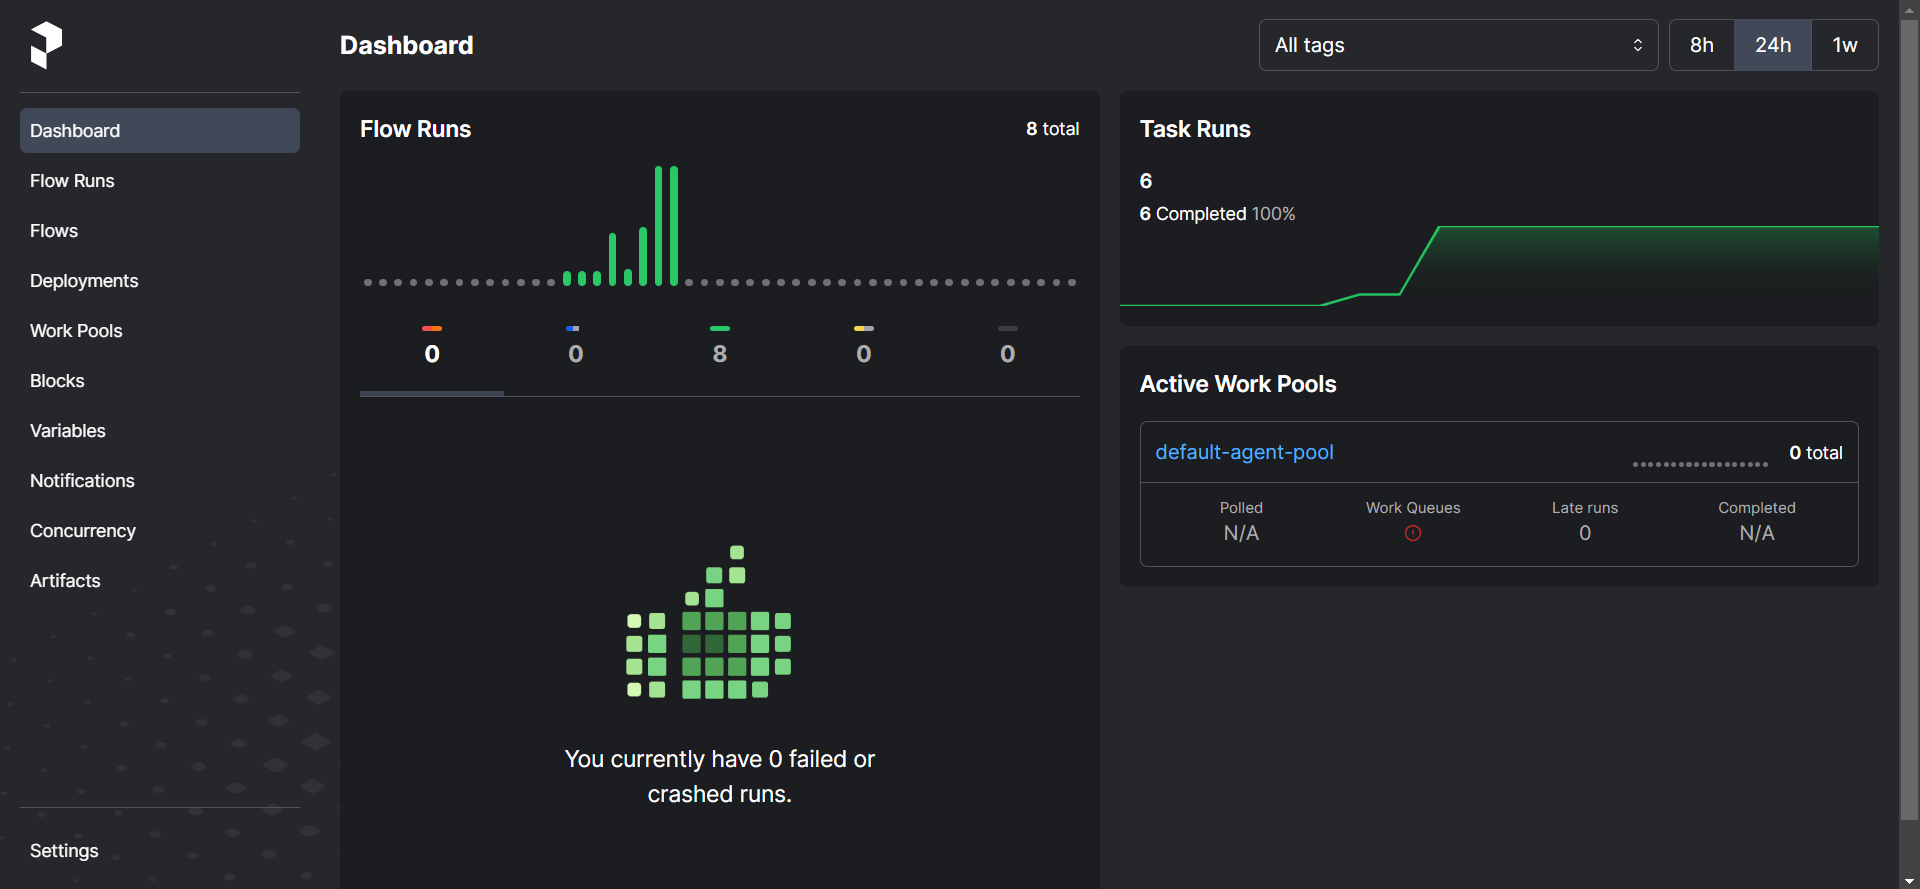 Dashboard
All tags
8h
24h
1w
Dashboard
Flow Runs
Flows
Deployments
Work Pools
Blocks
Variables
Notifications
Concurrency
Artifacts
Settings
Flow Runs
8 total
0
0
8
0
0
You currently have 0 failed or
crashed runs.
Task Runs
6
6 Completed 100%
Active Work Pools
default-agent-pool
0 total
Polled
N/A
Work Queues
Late runs
0
Completed
N/A